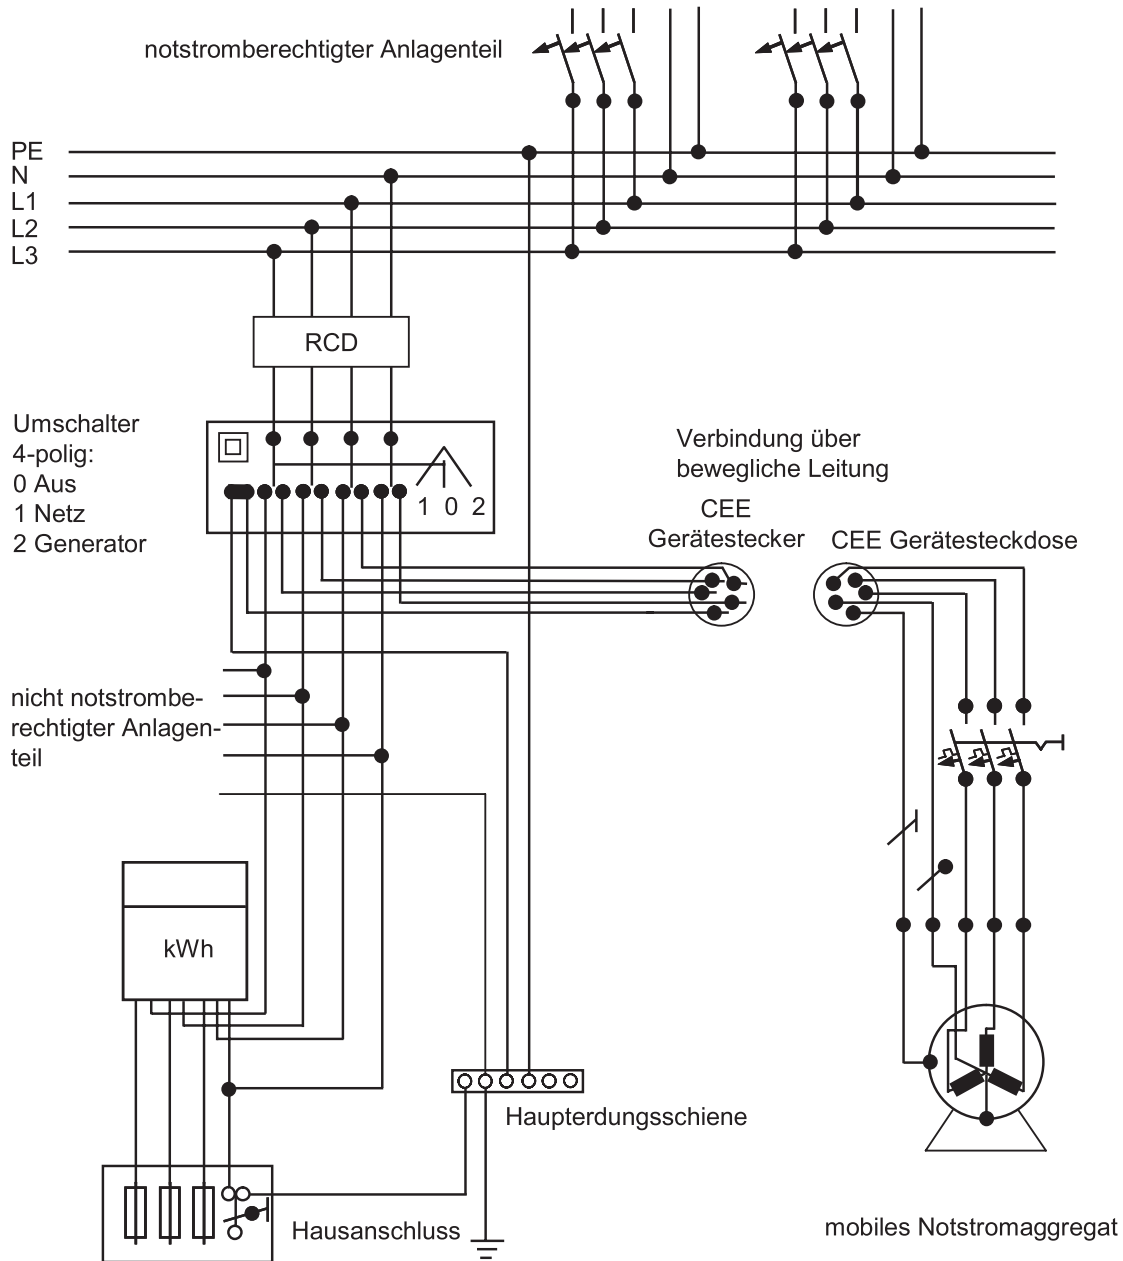 notstromberechtigter Anlagenteil
PE
N
L1
L2
L3
RCD
Umschalter
4-polig:
0 Aus
1 Netz
2 Generator
1 0 2
Verbindung über
bewegliche Leitung
CEE
Gerätestecker
CEE Gerätesteckdose
nicht notstrombe-
rechtigter Anlagen-
teil
kWh
Haupterdungsschiene
Hausanschluss
mobiles Notstromaggregat